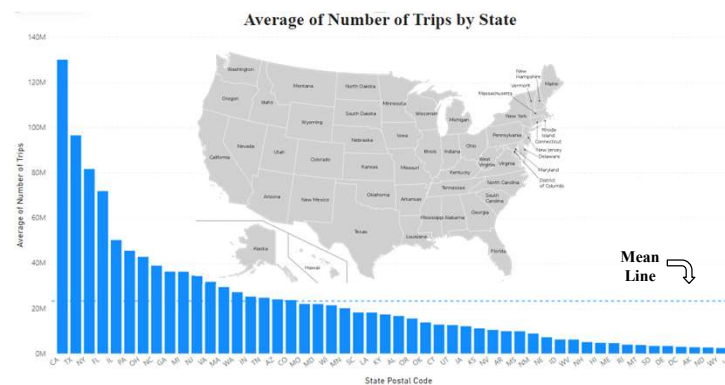 Average of Number of Trips by State
140M
120M
100M
80M
60M
40M
20M
0M
Average of Number of Trips
Washington
Oregon
California
Nevada
Idaho
Montana
Wyoming
Utah
Colorado
Arizona
New Mexico
North Dakota
South Dakota
Nebraska
Kansas
Oklahoma
Texas
Minnesota
Iowa
Missouri
Arkansas
Louisiana
Wisconsin
Illinois
Michigan
Indiana
Ohio
Kentucky
Tennessee
Mississippi
Alabama
Georgia
Florida
South
Carolina
North Carolina
Virginia
West
Virginia
Pennsylvania
New York
Vermont
New
Hampshire
Maine
Massachusetts
Rhode
Island
Connecticut
New Jersey
Delaware
Maryland
District
of Columbi
Alaska
Hawaii
Mean
Line
CA TX NY FL IL PA OH NC GA MI NJ VA MA WA IN TN AZ CO MO MD WI MN SC LA KY AL OR OK CT UT IA KS NV AR MS NM NE ID WV NH HI ME RI MT SD DE DC AK ND WY
State Postal Code